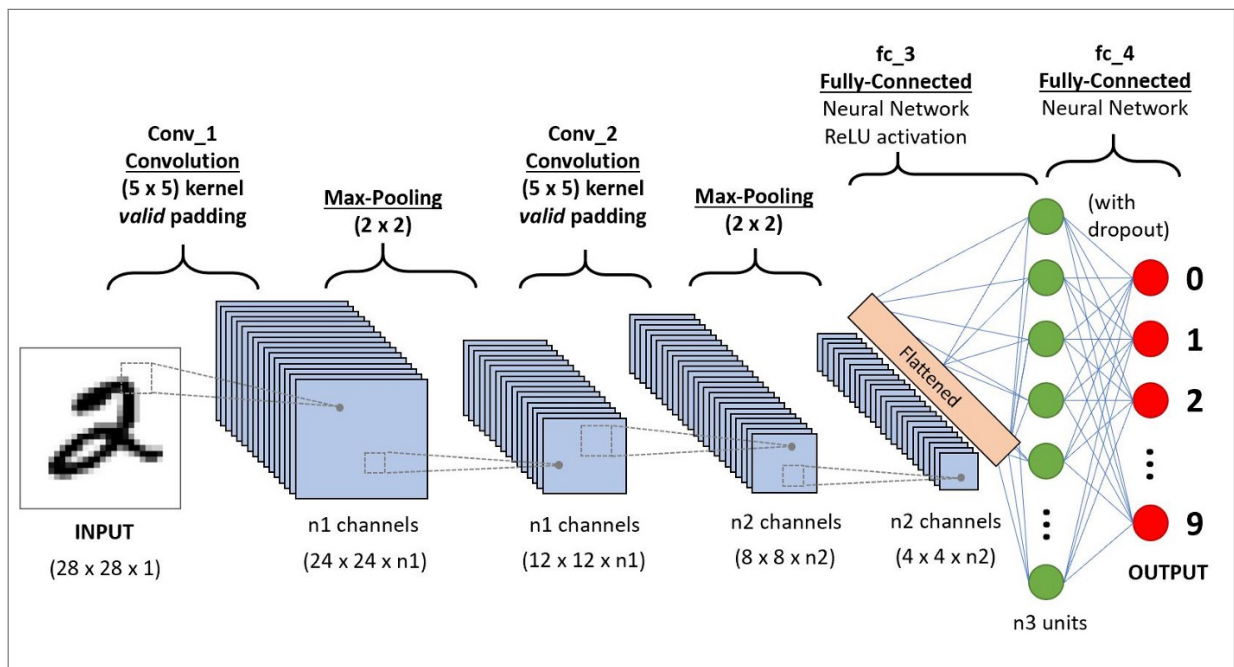 fc_3
Fully-Connected
Neural Network
ReLU activation
fc_4
Fully-Connected
Neural Network
Conv_1
Convolution
(5 x 5) kernel
valid padding
Max-Pooling
(2 x 2)
Conv_2
Convolution
(5 x 5) kernel
valid padding
Max-Pooling
(2 x 2)
(with
dropout)
Flattened
0
1
2
9
INPUT
(28 x 28 x 1)
n1 channels
(24 x 24 x n1)
n1 channels
(12 x 12 x n1)
n2 channels
(8 x 8 x n2)
n2 channels
(4 x 4 x n2)
OUTPUT
n3 units
2